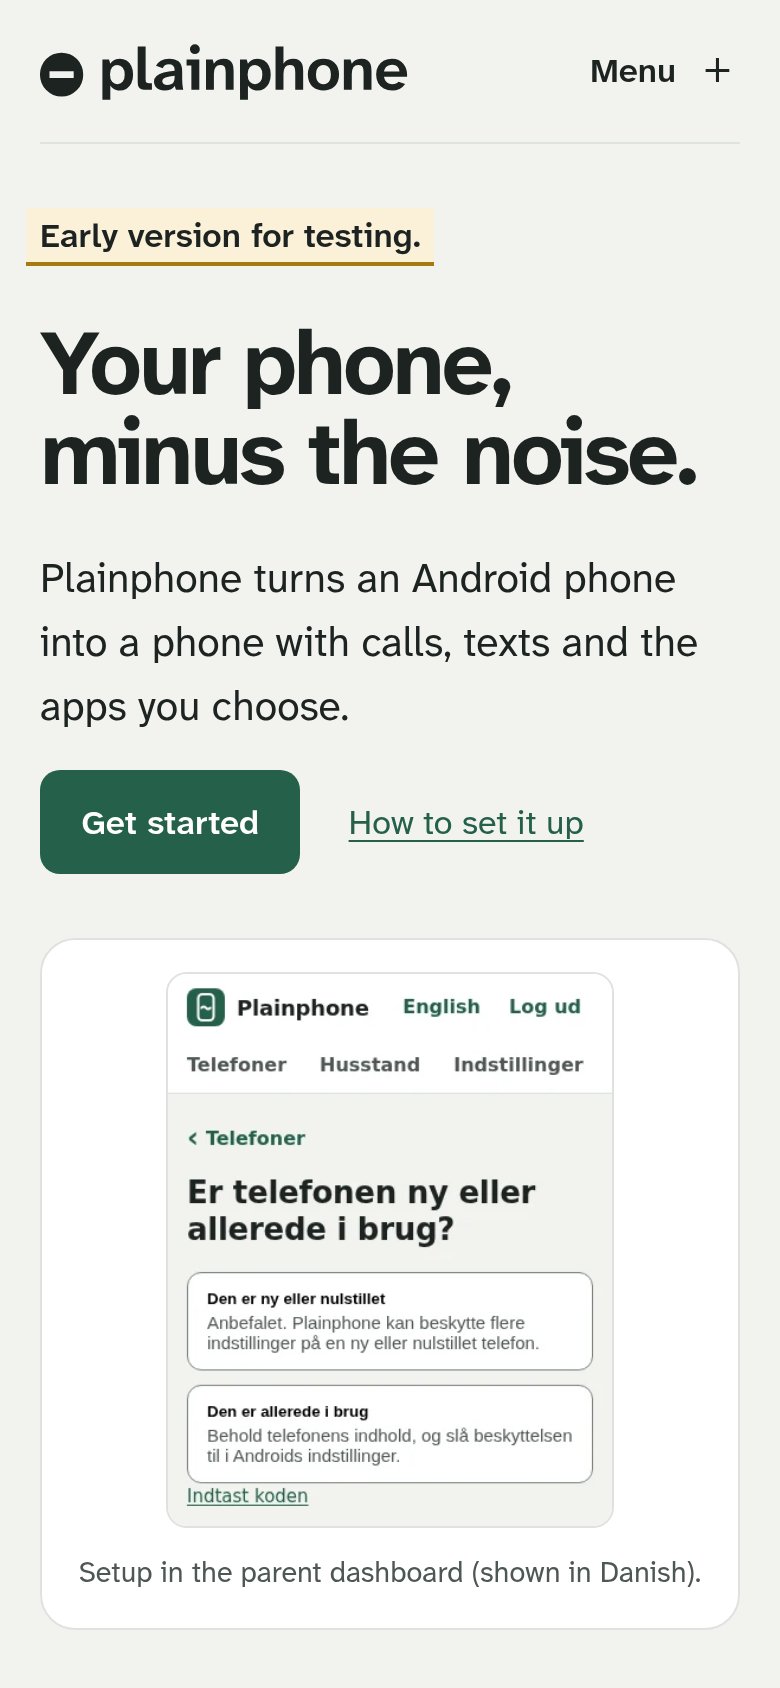 plainphone
Menu +
Early version for testing.
Your phone,
minus the noise.
Plainphone turns an Android phone
into a phone with calls, texts and the
apps you choose.
Get started
How to set it up
Plainphone
English
Log ud
Telefoner
Husstand
Indstillinger
‹ Telefoner
Er telefonen ny eller
allerede i brug?
Den er ny eller nulstillet
Anbefalet. Plainphone kan beskytte flere
indstillinger på en ny eller nulstillet telefon.
Den er allerede i brug
Behold telefonens indhold, og slå beskyttelsen
til i Androids indstillinger.
Indtast koden
Setup in the parent dashboard (shown in Danish).